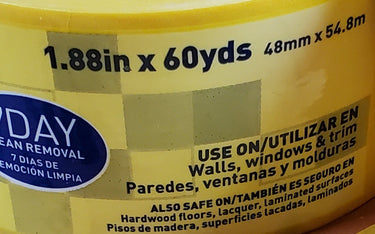 1.88in x 60yds 48mm x 54.8m
DAY
EAN REMOVAL
7 DIAS DE
EMOCIÓN LIMPIA
USE ON/UTILIZAR EN
Walls, windows & trim
Paredes, ventanas y molduras
ALSO SAFE ON/TAMBIÉN ES SEGURO EN
Hardwood floors, lacquer, laminated surfaces
Pisos de madera, superficies lacadas, laminados